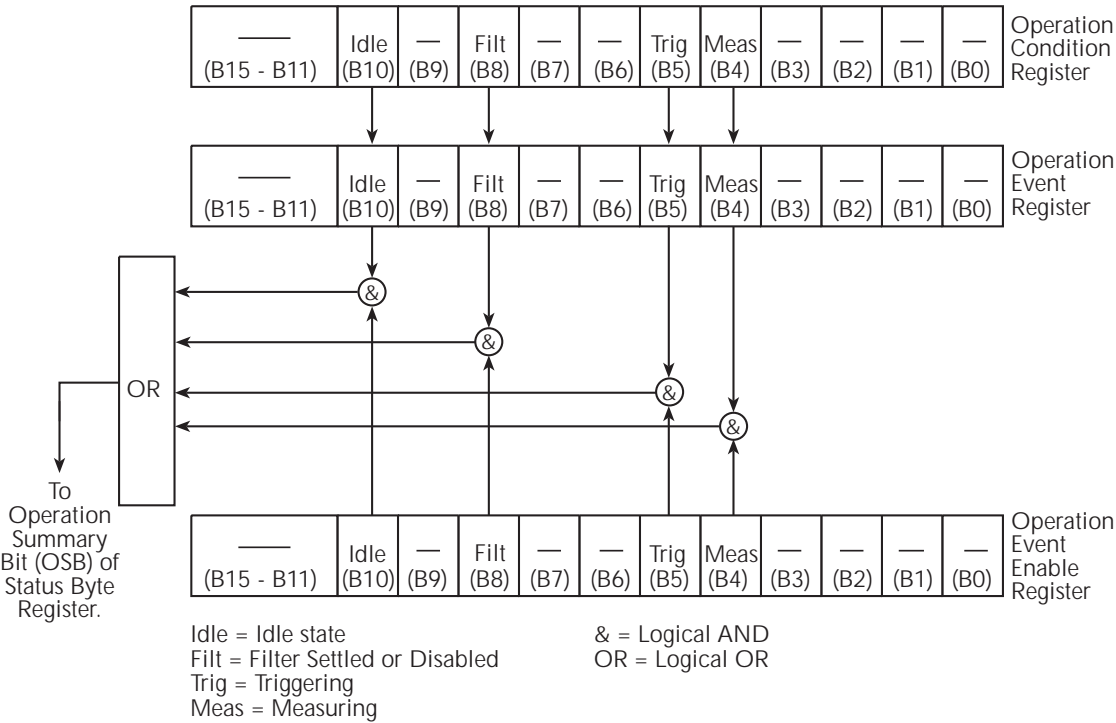 Idle Filt Trig Meas
(B15 - B11) (B10) (B9) (B8) (B7) (B6) (B5) (B4) (B3) (B2) (B1) (B0)
Operation
Condition
Register
Idle Filt Trig Meas
(B15 - B11) (B10) (B9) (B8) (B7) (B6) (B5) (B4) (B3) (B2) (B1) (B0)
Operation
Event
Register
&
&
&
&
OR
To
Operation
Summary
Bit (OSB) of
Status Byte
Register.
Idle Filt Trig Meas
(B15 - B11) (B10) (B9) (B8) (B7) (B6) (B5) (B4) (B3) (B2) (B1) (B0)
Operation
Event
Enable
Register
Idle = Idle state
Filt = Filter Settled or Disabled
Trig = Triggering
Meas = Measuring
& = Logical AND
OR = Logical OR